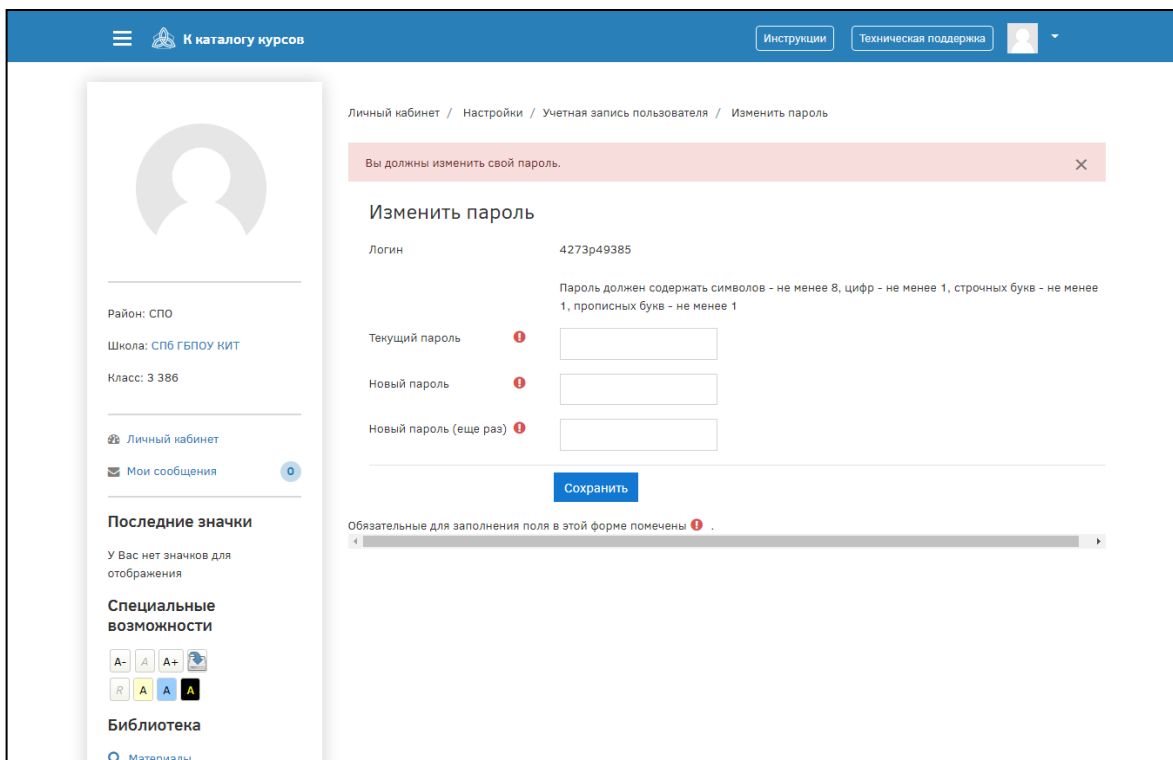 К каталогу курсов
Инструкции
Техническая поддержка
Район: СПО
Школа: СПб ГБПОУ КИТ
Класс: 3 386
Личный кабинет
Мои сообщения
0
Последние значки
У Вас нет значков для
отображения
Специальные
возможности
A- A A+
R A A A
Библиотека
Материалы
Личный кабинет / Настройки / Учетная запись пользователя / Изменить пароль
Вы должны изменить свой пароль.
Изменить пароль
Логин
4273p49385
Пароль должен содержать символов - не менее 8, цифр - не менее 1, строчных букв - не менее
1, прописных букв - не менее 1
Текущий пароль
Новый пароль
Новый пароль (еще раз)
Сохранить
Обязательные для заполнения поля в этой форме помечены .